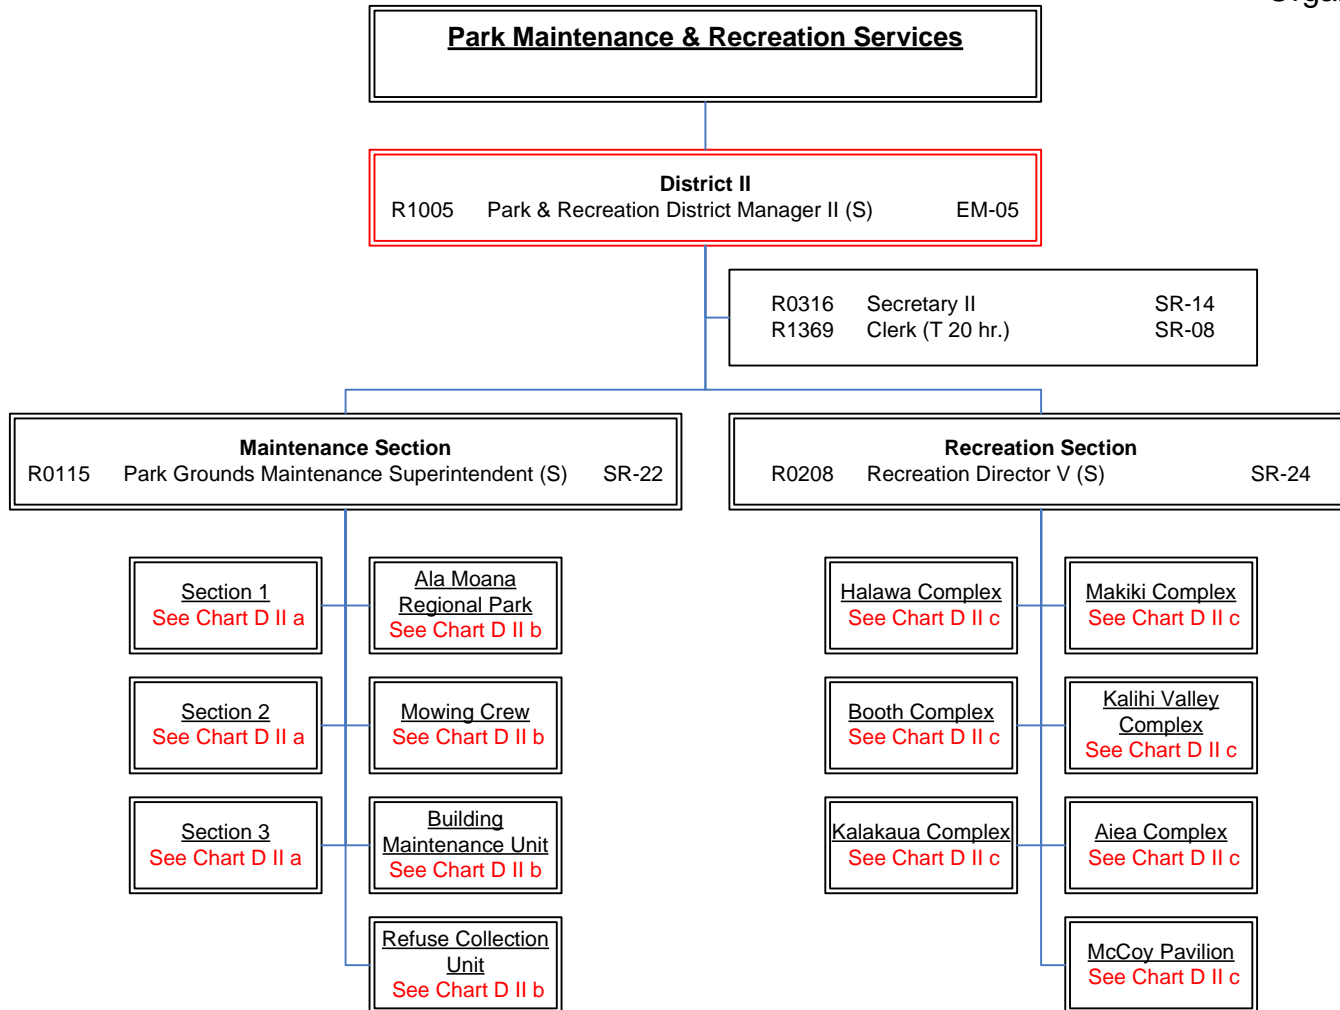 Park Maintenance & Recreation Services
District II
R1005 Park & Recreation District Manager II (S) EM-05
R0316 Secretary II SR-14
R1369 Clerk (T 20 hr.) SR-08
Maintenance Section
R0115 Park Grounds Maintenance Superintendent (S) SR-22
Recreation Section
R0208 Recreation Director V (S) SR-24
Section 1
See Chart D II a
Ala Moana
Regional Park
See Chart D II b
Section 2
See Chart D II a
Mowing Crew
See Chart D II b
Section 3
See Chart D II a
Building
Maintenance Unit
See Chart D II b
Refuse Collection
Unit
See Chart D II b
Halawa Complex
See Chart D II c
Makiki Complex
See Chart D II c
Booth Complex
See Chart D II c
Kalihi Valley
Complex
See Chart D II c
Kalakaua Complex
See Chart D II c
Aiea Complex
See Chart D II c
McCoy Pavilion
See Chart D II c